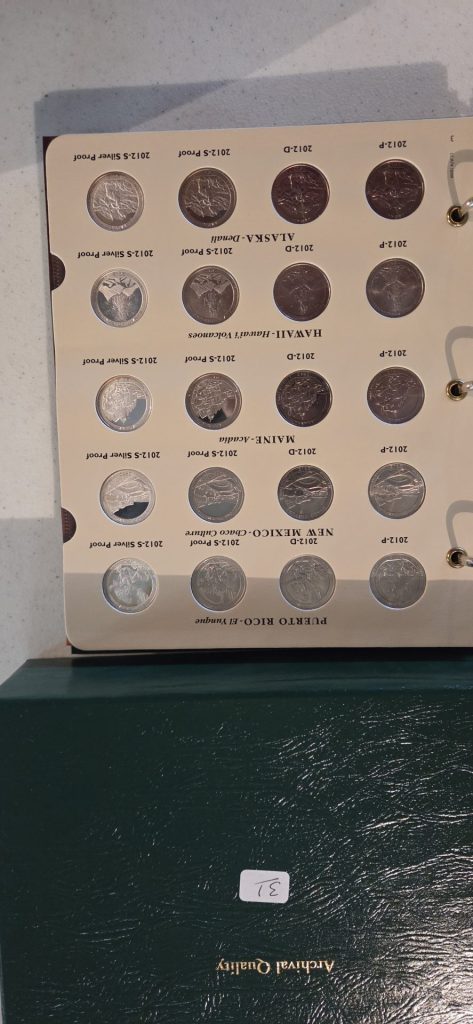 Archival Quality
31
PUERTO RICO - El Yunque
2012-P 2012-D 2012-S Proof 2012-S Silver Proof
NEW MEXICO - Chaco Culture
2012-P 2012-D 2012-S Proof 2012-S Silver Proof
MAINE - Acadia
2012-P 2012-D 2012-S Proof 2012-S Silver Proof
HAWAII - Hawai'i Volcanoes
2012-P 2012-D 2012-S Proof 2012-S Silver Proof
ALASKA - Denali
2012-P 2012-D 2012-S Proof 2012-S Silver Proof
3